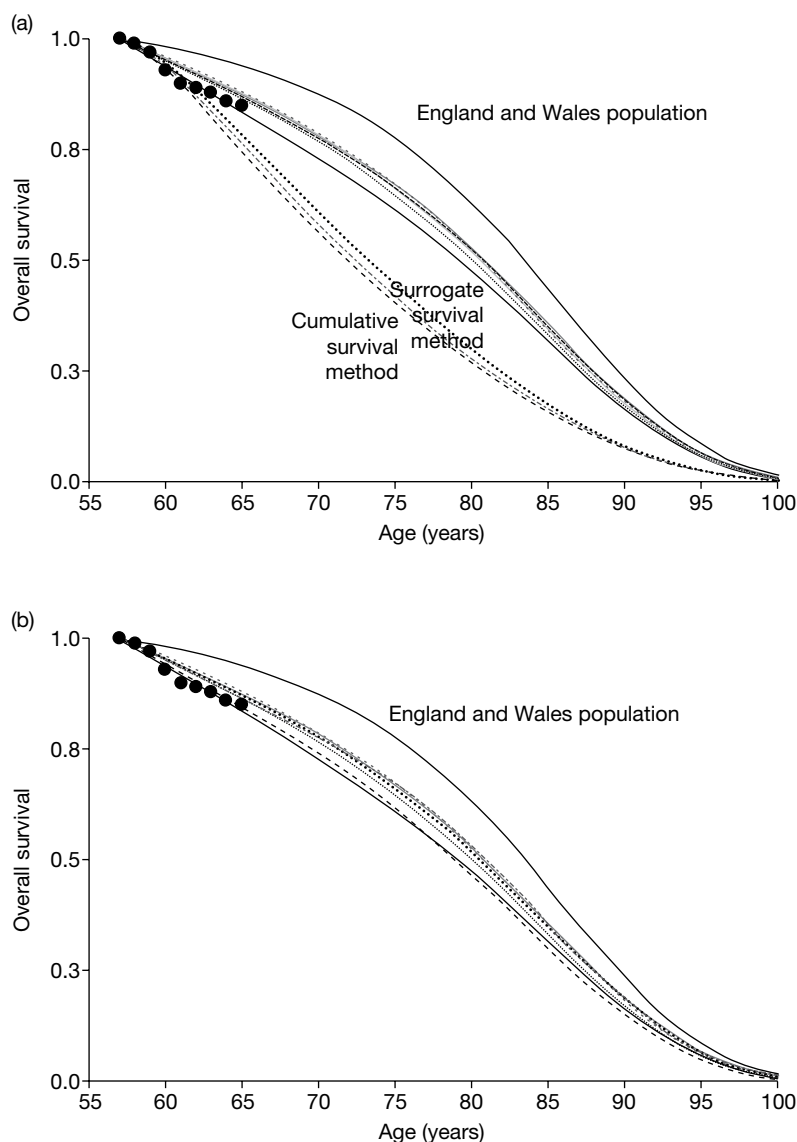 (a)
1.0
0.8
0.5
0.3
0.0
Overall survival
England and Wales population
Surrogate
survival
method
Cumulative
survival
method
55 60 65 70 75 80 85 90 95 100
Age (years)
(b)
1.0
0.8
0.5
0.3
0.0
Overall survival
England and Wales population
55 60 65 70 75 80 85 90 95 100
Age (years)